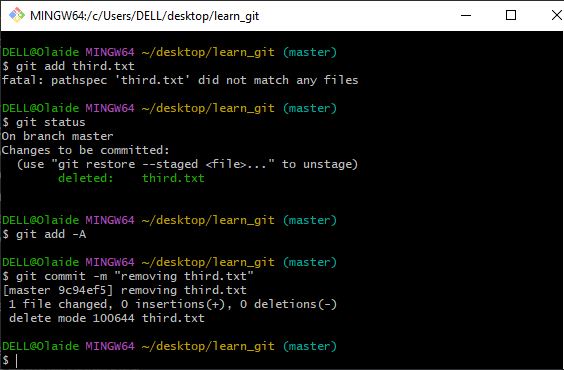 MINGW64:/c/Users/DELL/desktop/learn_git
DELL@Olaide MINGW64 ~/desktop/learn_git (master)
$ git add third.txt
fatal: pathspec 'third.txt' did not match any files
DELL@Olaide MINGW64 ~/desktop/learn_git (master)
$ git status
On branch master
Changes to be committed:
  (use "git restore --staged <file>..." to unstage)
        deleted:    third.txt
DELL@Olaide MINGW64 ~/desktop/learn_git (master)
$ git add -A
DELL@Olaide MINGW64 ~/desktop/learn_git (master)
$ git commit -m "removing third.txt"
[master 9c94ef5] removing third.txt
 1 file changed, 0 insertions(+), 0 deletions(-)
 delete mode 100644 third.txt
DELL@Olaide MINGW64 ~/desktop/learn_git (master)
$